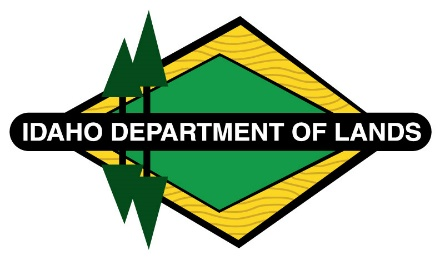 IDAHO DEPARTMENT OF LANDS